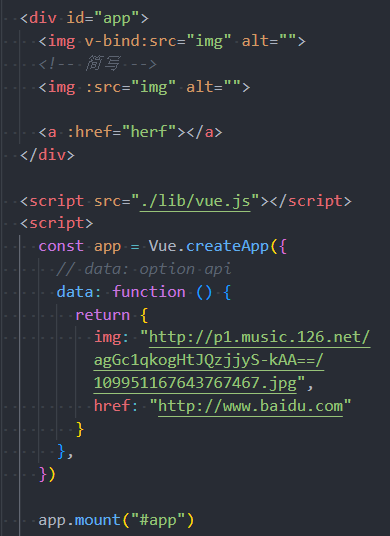 <div id="app">
<img v-bind:src="img" alt="">
<!-- 简写 -->
<img :src="img" alt="">
<a :href="herf"></a>
</div>
<script src="./lib/vue.js"></script>
<script>
const app = Vue.createApp({
// data: option api
data: function () {
return {
img: "http://p1.music.126.net/
agGc1qkogHtJQzjjyS-kAA==/
109951167643767467.jpg",
href: "http://www.baidu.com"
}
},
})
app.mount("#app")